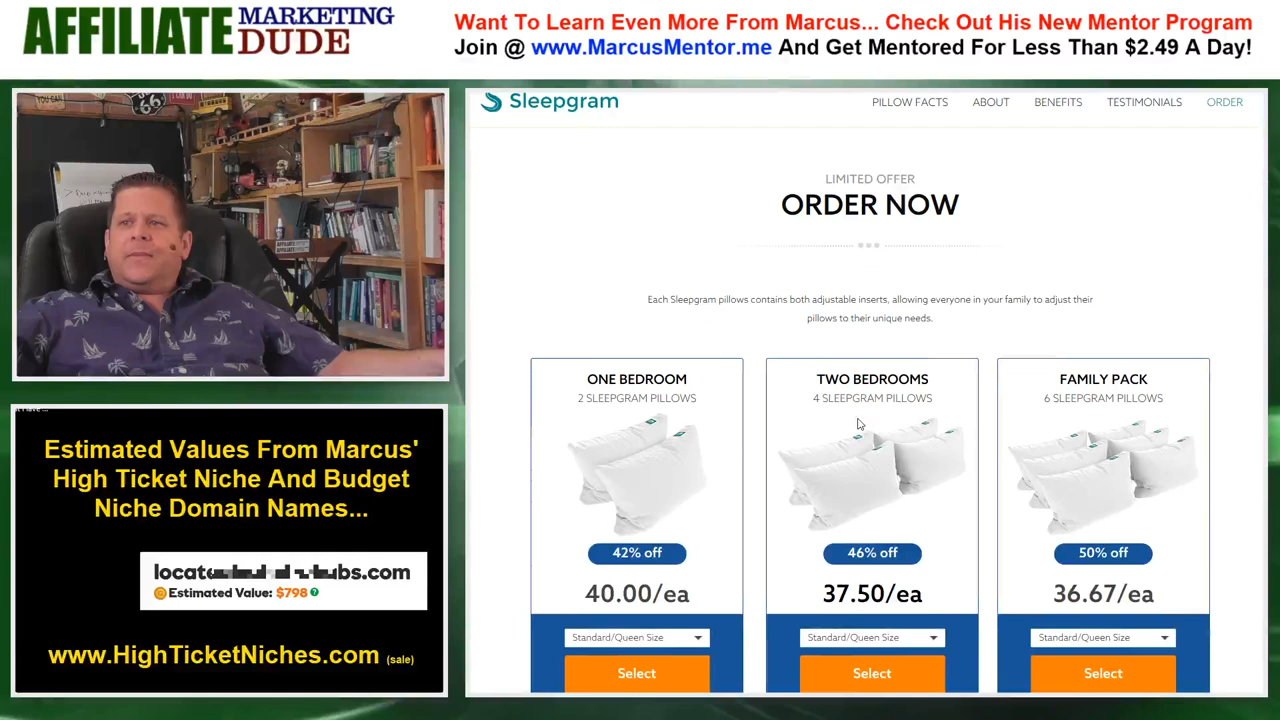 AFFILIATE MARKETING DUDE
Want To Learn Even More From Marcus... Check Out His New Mentor Program
Join @ www.MarcusMentor.me And Get Mentored For Less Than $2.49 A Day!
YOU CAN
66
AFFILIATE
Sleepgram
PILLOW FACTS
ABOUT
BENEFITS
TESTIMONIALS
ORDER
LIMITED OFFER
ORDER NOW
Each Sleepgram pillows contains both adjustable inserts, allowing everyone in your family to adjust their
pillows to their unique needs.
ONE BEDROOM
2 SLEEPGRAM PILLOWS
42% off
40.00/ea
Standard/Queen Size
Select
TWO BEDROOMS
4 SLEEPGRAM PILLOWS
46% off
37.50/ea
Standard/Queen Size
Select
FAMILY PACK
6 SLEEPGRAM PILLOWS
50% off
36.67/ea
Standard/Queen Size
Select
Estimated Values From Marcus'
High Ticket Niche And Budget
Niche Domain Names...
Estimated Value: $798
www.HighTicketNiches.com (sale)